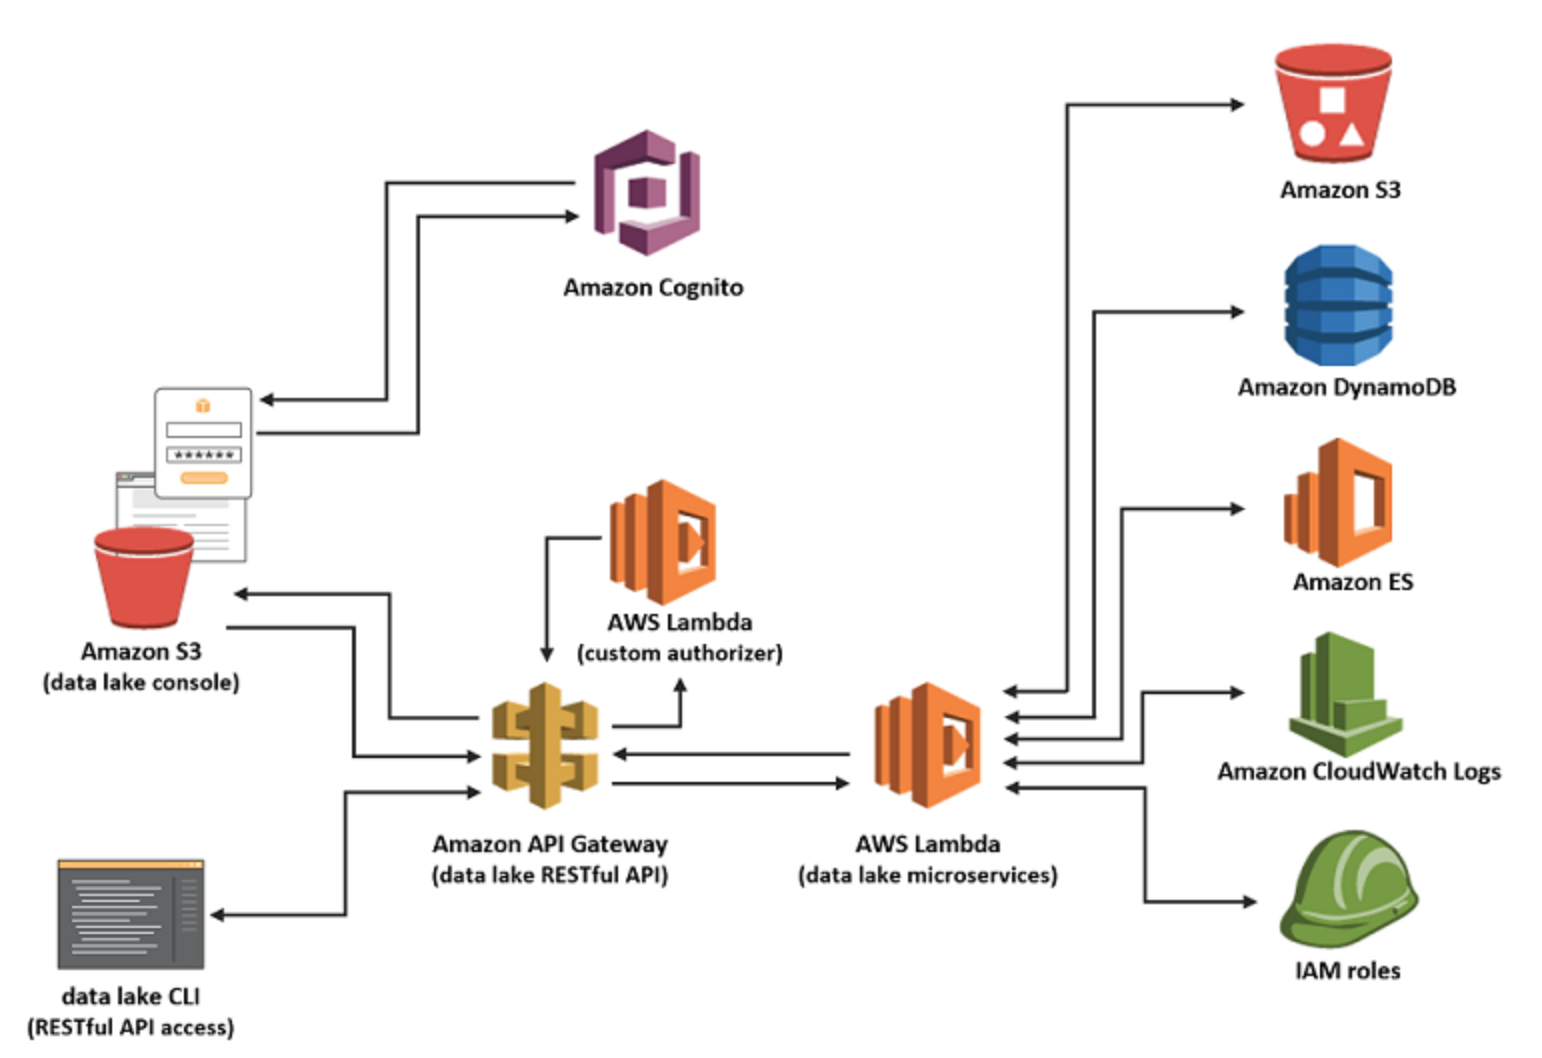 Amazon S3
Amazon Cognito
Amazon DynamoDB
******
Amazon ES
AWS Lambda
(custom authorizer)
Amazon S3
(data lake console)
Amazon CloudWatch Logs
Amazon API Gateway
(data lake RESTful API)
AWS Lambda
(data lake microservices)
IAM roles
data lake CLI
(RESTful API access)